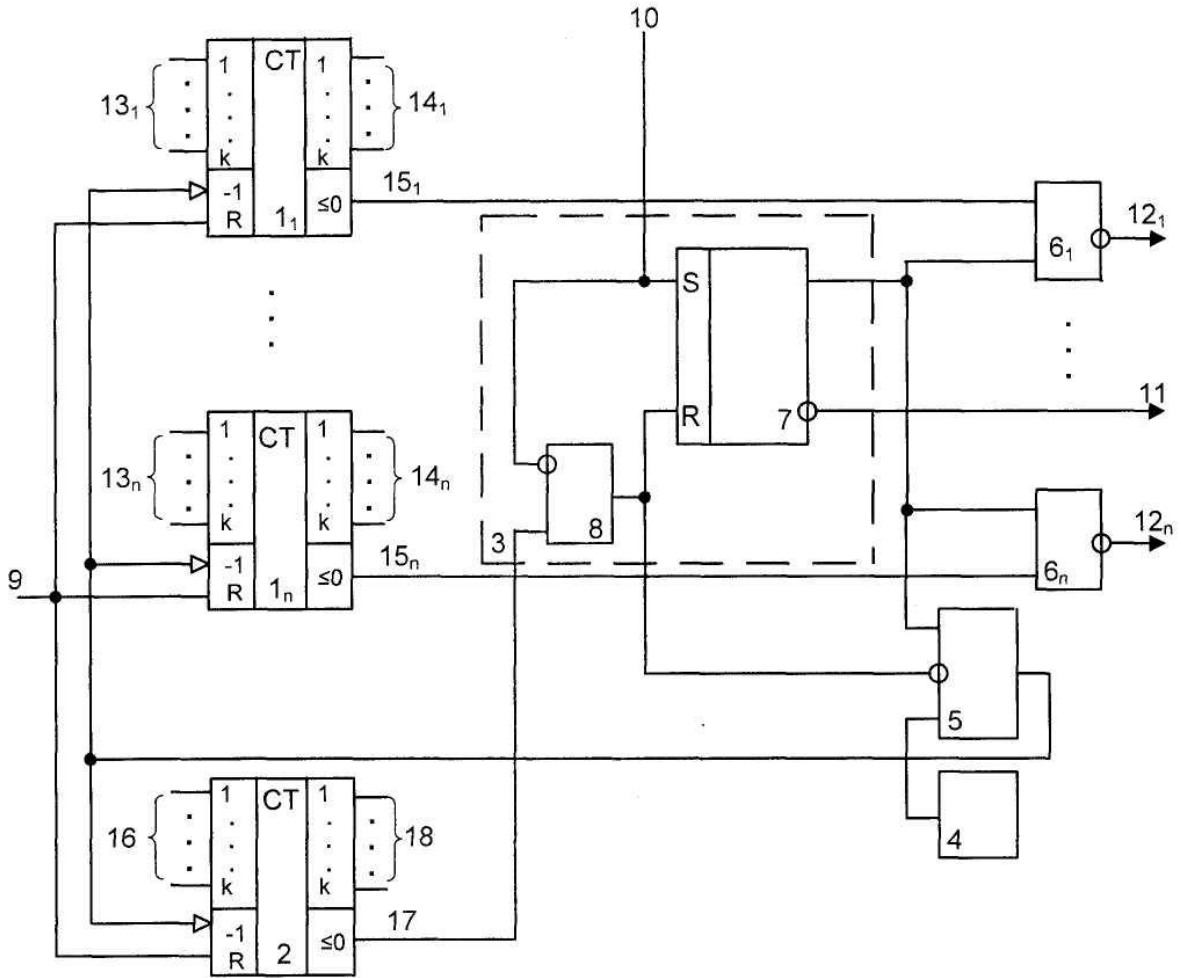 10
1 CT 1
13₁ 14₁
k k
-1 ≤0 15₁
R 1₁
12₁
6₁
S
R 7
11
1 CT 1
13ₙ 14ₙ
k k
-1 ≤0 15ₙ
R 1ₙ
9
3 8
12ₙ
6ₙ
5
4
1 CT 1
16 18
k k
-1 ≤0 17
R 2